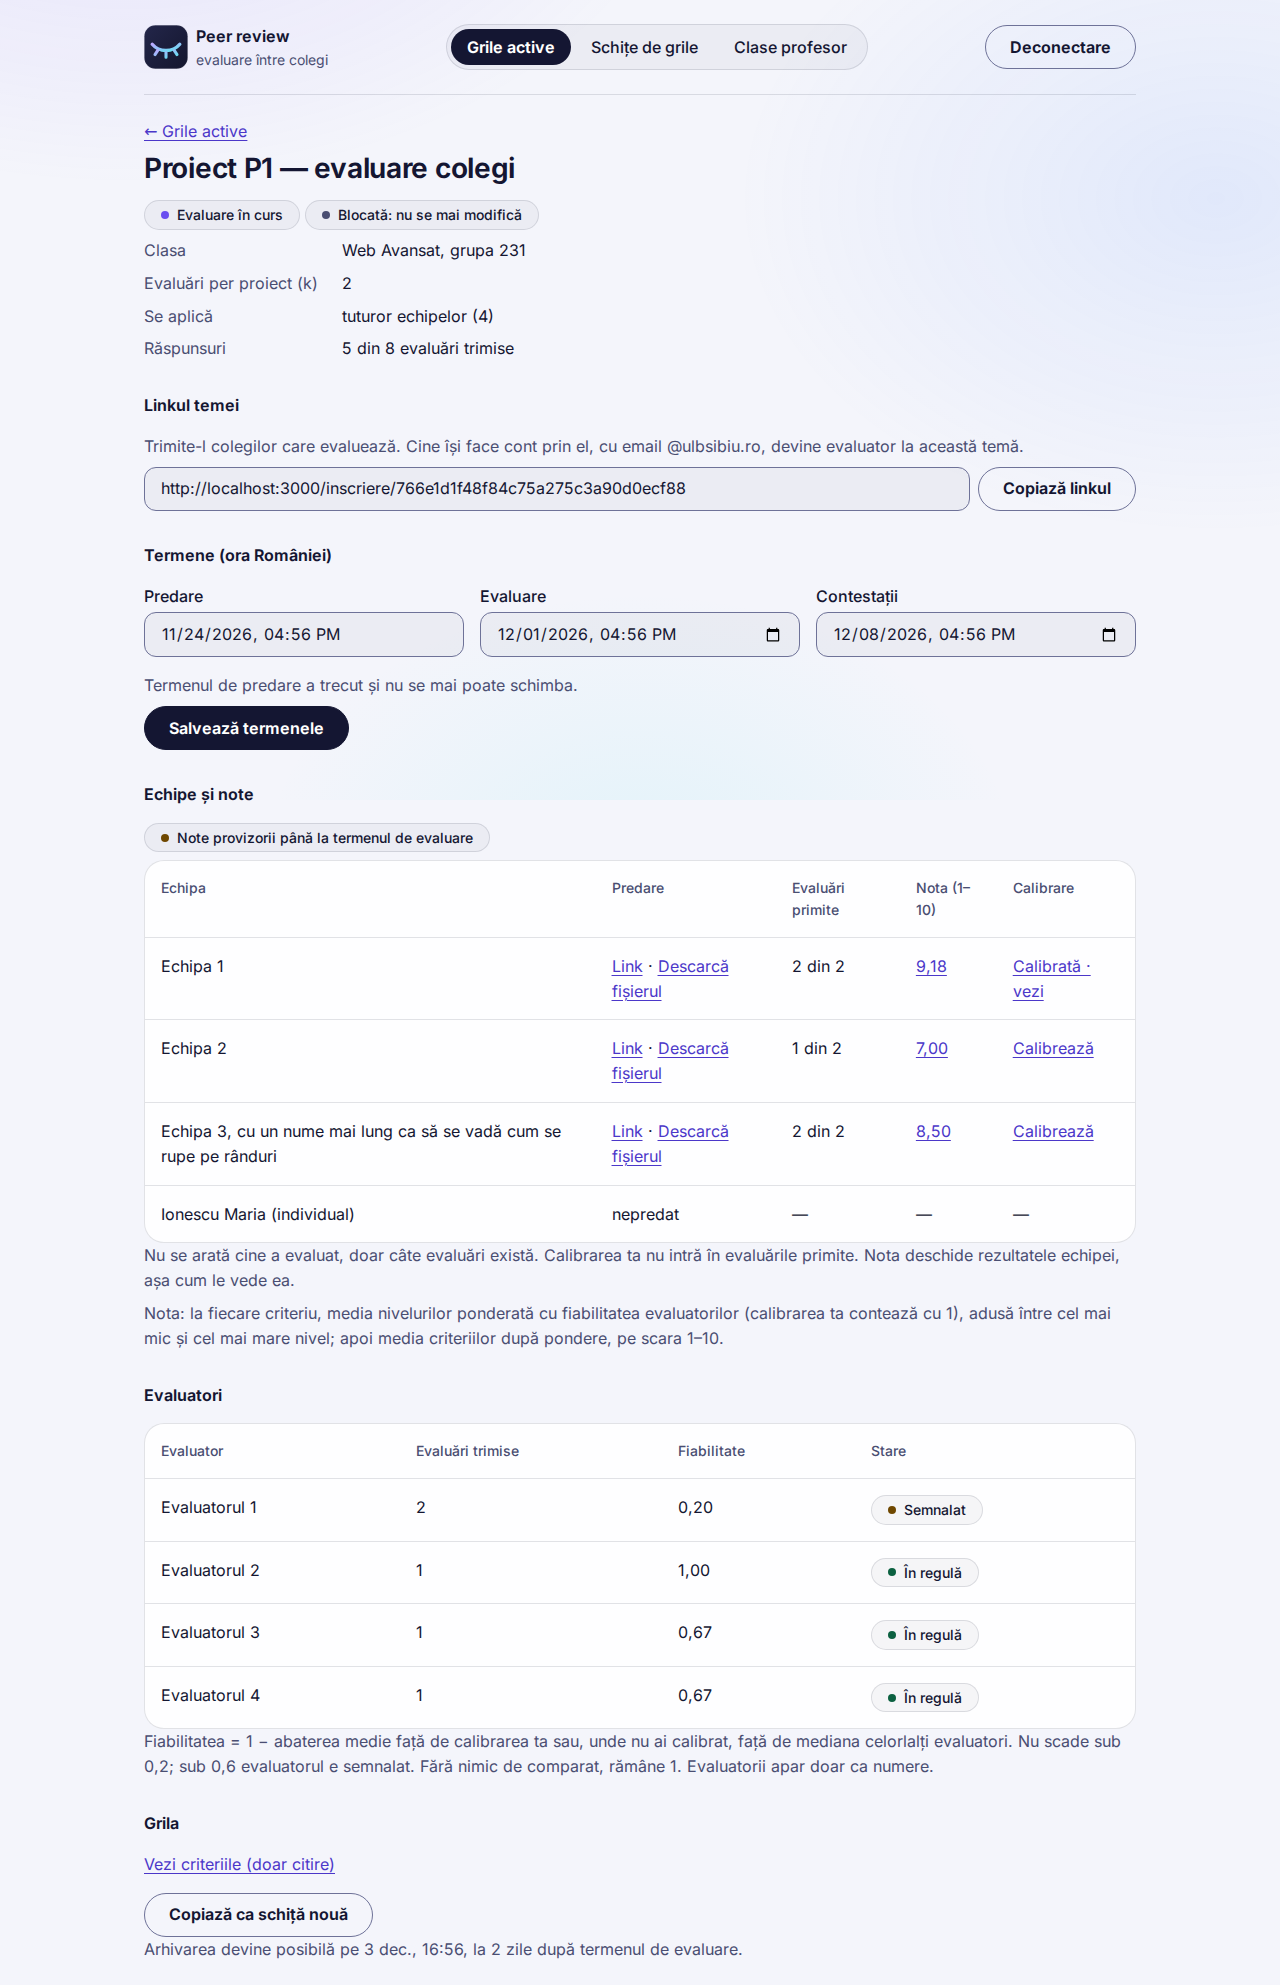 Peer review
evaluare între colegi
Grile active
Schițe de grile
Clase profesor
Deconectare
← Grile active
Proiect P1 — evaluare colegi
Evaluare în curs
Blocată: nu se mai modifică
Clasa
Web Avansat, grupa 231
Evaluări per proiect (k)
2
Se aplică
tuturor echipelor (4)
Răspunsuri
5 din 8 evaluări trimise
Linkul temei
Trimite-l colegilor care evaluează. Cine își face cont prin el, cu email @ulbsibiu.ro, devine evaluator la această temă.
http://localhost:3000/inscriere/766e1d1f48f84c75a275c3a90d0ecf88
Copiază linkul
Termene (ora României)
Predare
Evaluare
Contestații
11/24/2026, 04:56 PM
12/01/2026, 04:56 PM
12/08/2026, 04:56 PM
Termenul de predare a trecut și nu se mai poate schimba.
Salvează termenele
Echipe și note
Note provizorii până la termenul de evaluare
Echipa
Predare
Evaluări
primite
Nota (1–
10)
Calibrare
Echipa 1
Link · Descarcă
fișierul
2 din 2
9,18
Calibrată ·
vezi
Echipa 2
Link · Descarcă
fișierul
1 din 2
7,00
Calibrează
Echipa 3, cu un nume mai lung ca să se vadă cum se
rupe pe rânduri
Link · Descarcă
fișierul
2 din 2
8,50
Calibrează
Ionescu Maria (individual)
nepredat
—
—
—
Nu se arată cine a evaluat, doar câte evaluări există. Calibrarea ta nu intră în evaluările primite. Nota deschide rezultatele echipei,
așa cum le vede ea.
Nota: la fiecare criteriu, media nivelurilor ponderată cu fiabilitatea evaluatorilor (calibrarea ta contează cu 1), adusă între cel mai
mic și cel mai mare nivel; apoi media criteriilor după pondere, pe scara 1–10.
Evaluatori
Evaluator
Evaluări trimise
Fiabilitate
Stare
Evaluatorul 1
2
0,20
Semnalat
Evaluatorul 2
1
1,00
În regulă
Evaluatorul 3
1
0,67
În regulă
Evaluatorul 4
1
0,67
În regulă
Fiabilitatea = 1 − abaterea medie față de calibrarea ta sau, unde nu ai calibrat, față de mediana celorlalți evaluatori. Nu scade sub
0,2; sub 0,6 evaluatorul e semnalat. Fără nimic de comparat, rămâne 1. Evaluatorii apar doar ca numere.
Grila
Vezi criteriile (doar citire)
Copiază ca schiță nouă
Arhivarea devine posibilă pe 3 dec., 16:56, la 2 zile după termenul de evaluare.